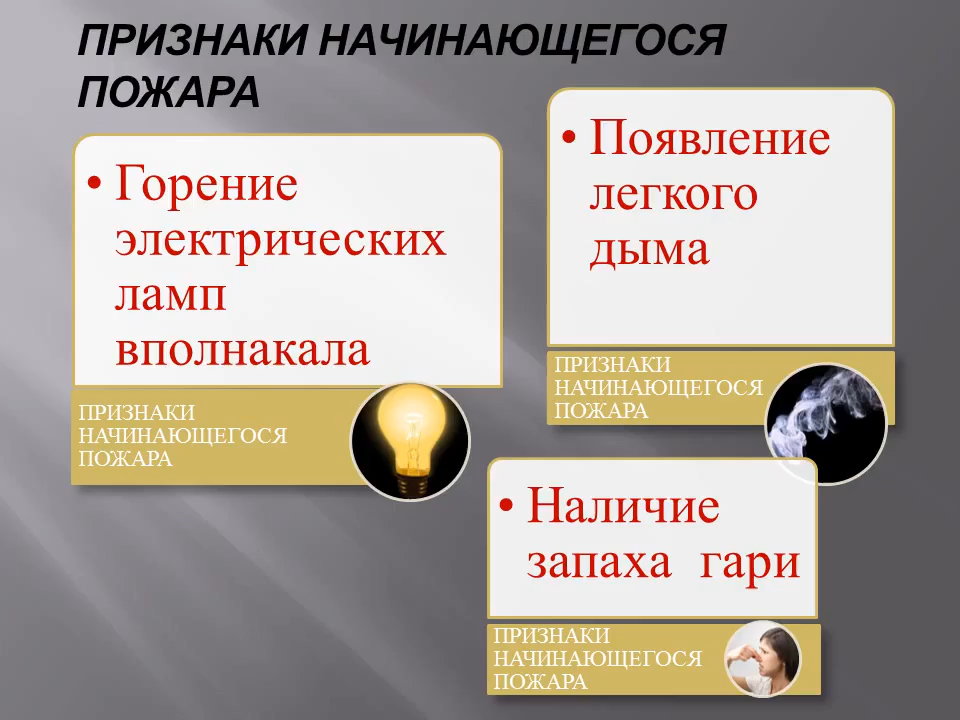 ПРИЗНАКИ НАЧИНАЮЩЕГОСЯ
ПОЖАРА
• Горение
электрических
ламп
вполнакала
ПРИЗНАКИ
НАЧИНАЮЩЕГОСЯ
ПОЖАРА
• Появление
легкого
дыма
ПРИЗНАКИ
НАЧИНАЮЩЕГОСЯ
ПОЖАРА
• Наличие
запаха гари
ПРИЗНАКИ
НАЧИНАЮЩЕГОСЯ
ПОЖАРА